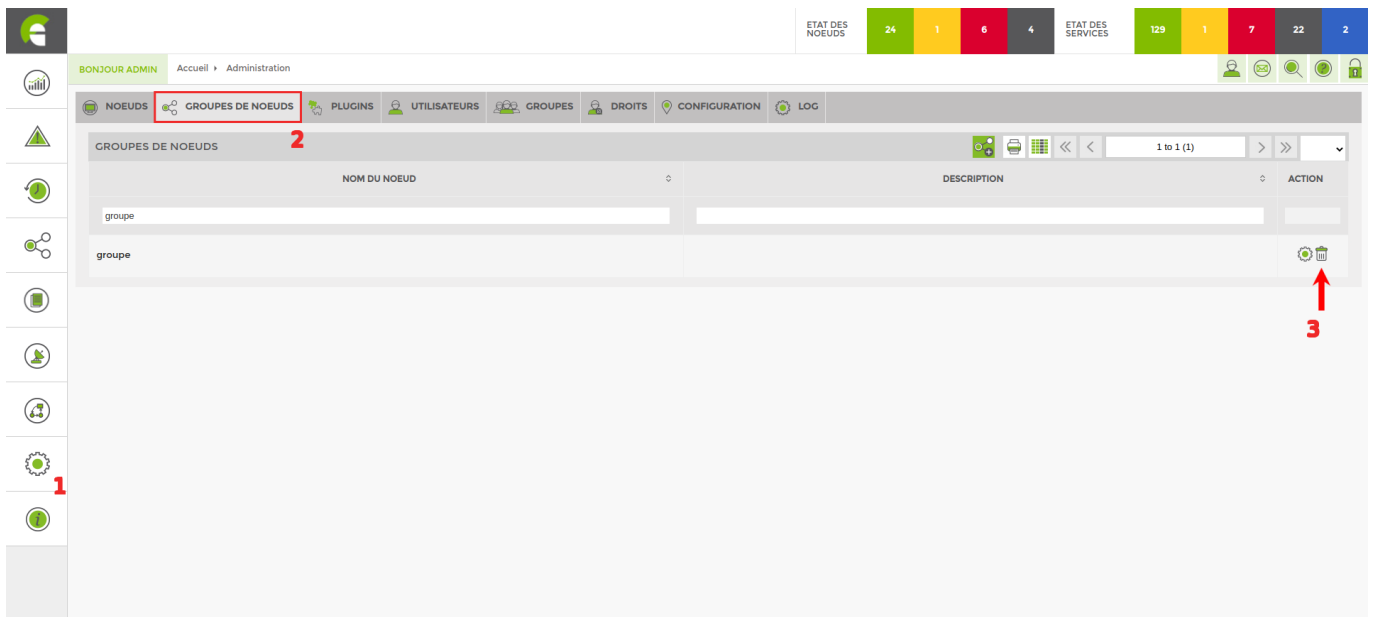 ETAT DES
NOEUDS
24 1 6 4
ETAT DES
SERVICES
129 1 7 22 2
BONJOUR ADMIN Accueil Administration
NOEUDS GROUPES DE NOEUDS PLUGINS UTILISATEURS GROUPES DROITS CONFIGURATION LOG
2
GROUPES DE NOEUDS 1 to 1 (1)
NOM DU NOEUD DESCRIPTION ACTION
groupe
groupe
3
1